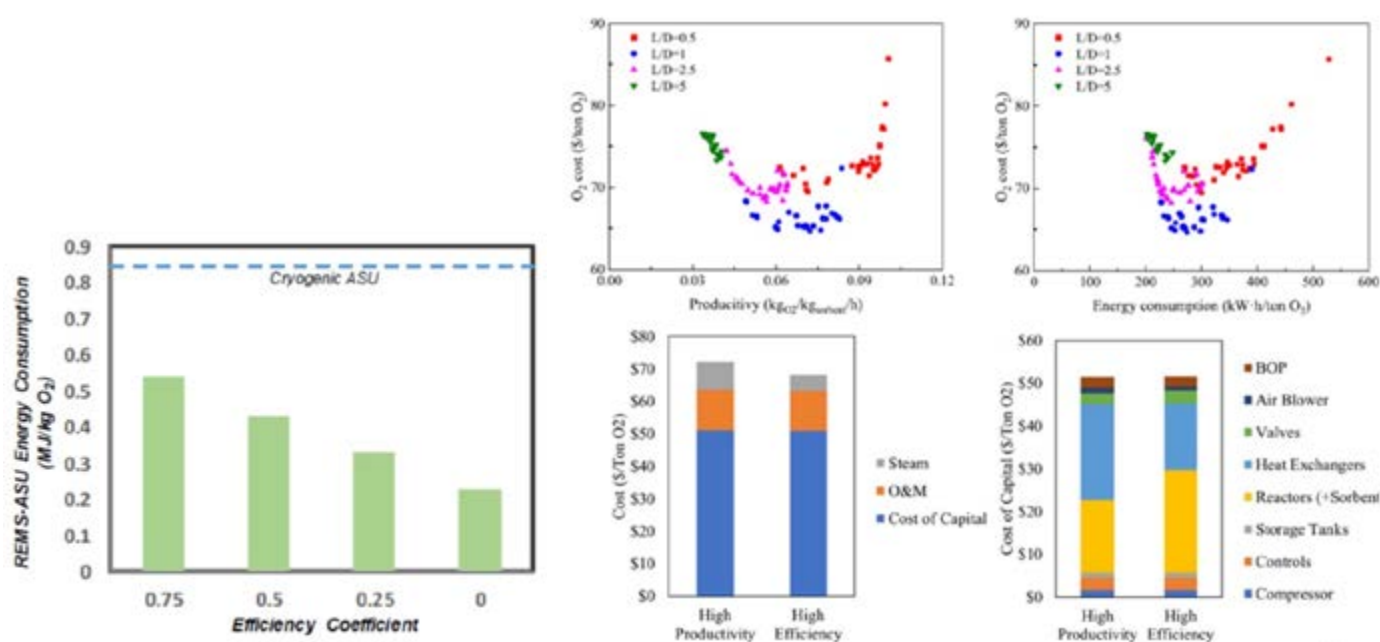 REMS-ASU Energy Consumption
(MJ/kg O2)
0.9
0.8
0.7
0.6
0.5
0.4
0.3
0.2
0.1
0
Cryogenic ASU
0.75 0.5 0.25 0
Efficiency Coefficient
O2 cost ($/ton O2)
90
80
70
60
L/D=0.5
L/D=1
L/D=2.5
L/D=5
0.00 0.03 0.06 0.09 0.12
Producitivy (kgO2/kgsorbent/h)
O2 cost ($/ton O2)
90
80
70
60
L/D=0.5
L/D=1
L/D=2.5
L/D=5
0 100 200 300 400 500 600
Energy consumption (kW·h/ton O2)
Cost ($/Ton O2)
$80
$70
$60
$50
$40
$30
$20
$10
$0
High
Productivity
High
Efficiency
Steam
O&M
Cost of Capital
Cost of Capital ($/Ton O2)
$60
$50
$40
$30
$20
$10
$0
High
Productivity
High
Efficiency
BOP
Air Blower
Valves
Heat Exchangers
Reactors (+Sorbent
Storage Tanks
Controls
Compressor